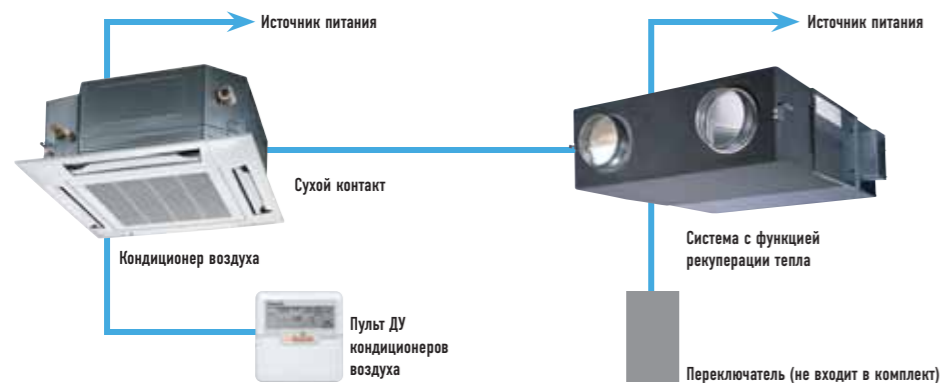 Источник питания
Источник питания
Сухой контакт
Кондиционер воздуха
Система с функцией
рекуперации тепла
Пульт ДУ
кондиционеров
воздуха
Переключатель (не входит в комплект)